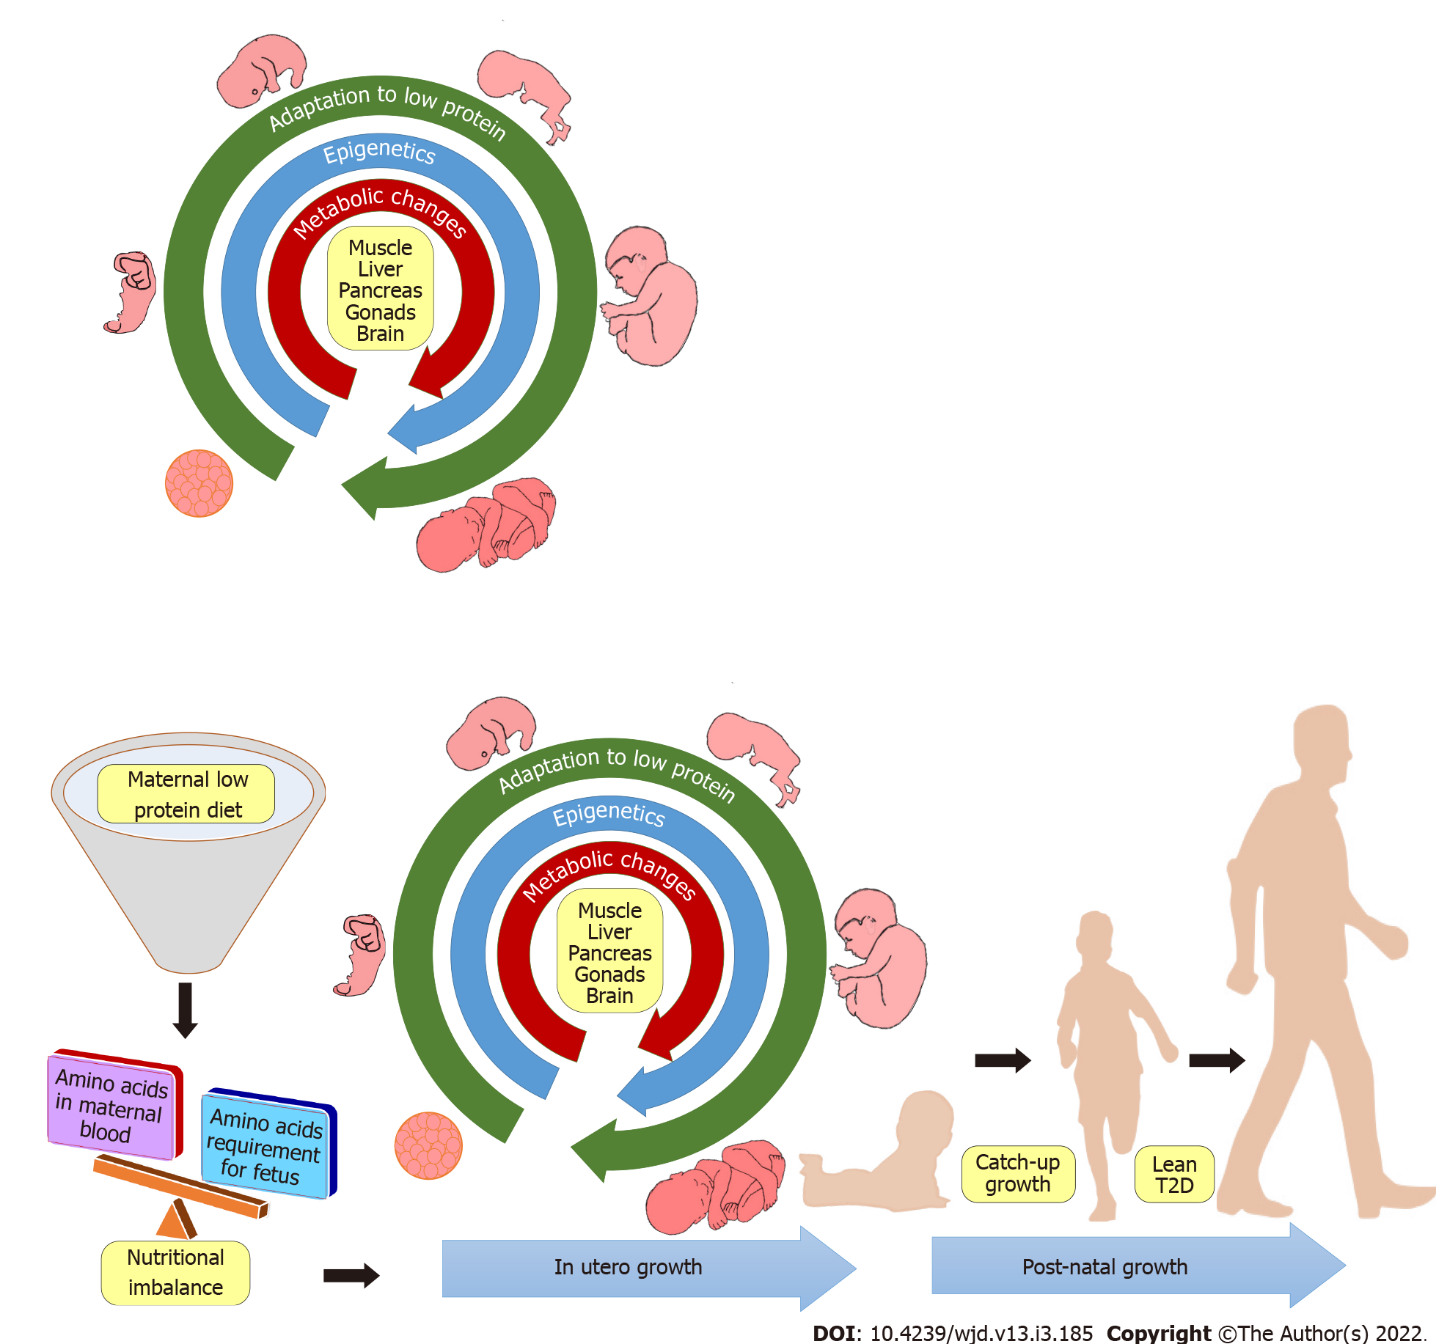 Adaptation to low protein
Epigenetics
Metabolic changes
Muscle
Liver
Pancreas
Gonads
Brain
Maternal low
protein diet
Amino acids
in maternal
blood
Amino acids
requirement
for fetus
Nutritional
imbalance
Adaptation to low protein
Epigenetics
Metabolic changes
Muscle
Liver
Pancreas
Gonads
Brain
In utero growth
Catch-up
growth
Lean
T2D
Post-natal growth
DOI: 10.4239/wjd.v13.i3.185 Copyright ©The Author(s) 2022.